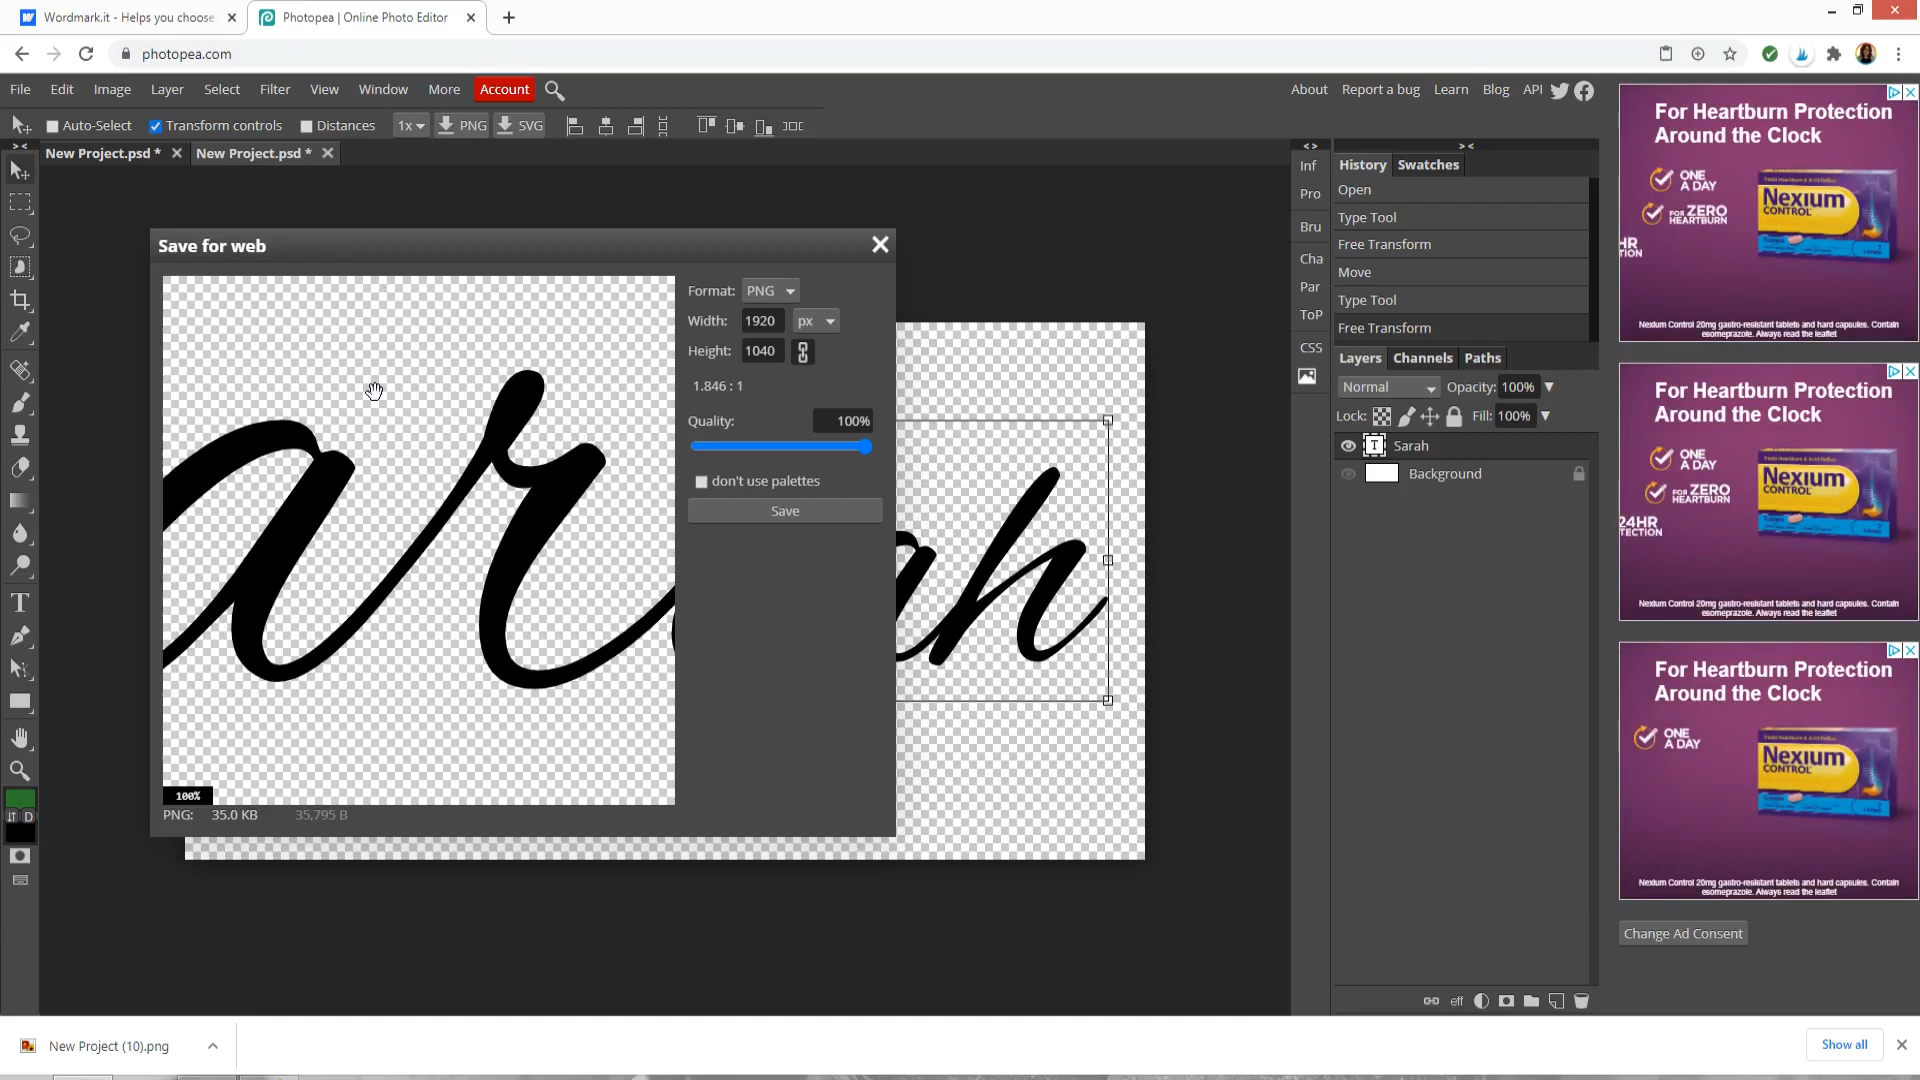 Wordmark.it - Helps you choose
Photopea | Online Photo Editor
photopea.com
File Edit Image Layer Select Filter View Window More Account
About Report a bug Learn Blog API
Auto-Select Transform controls Distances 1x PNG SVG
New Project.psd * New Project.psd *
Save for web
Format: PNG
Width: 1920 px
Height: 1040
1.846 : 1
Quality: 100%
don't use palettes
Save
ar
ah
100%
PNG: 35.0 KB 35,795 B
D
T
Inf
Pro
Bru
Cha
Par
ToP
CSS
History Swatches
Open
Type Tool
Free Transform
Move
Type Tool
Free Transform
Layers Channels Paths
Normal Opacity: 100%
Lock: Fill: 100%
T Sarah
Background
eff
For Heartburn Protection
Around the Clock
ONE
A DAY
FOR ZERO
HEARTBURN
HR
TION
Nexium
CONTROL
Nexium Control 20mg gastro-resistant tablets and hard capsules. Contain
esomeprazole. Always read the leaflet
For Heartburn Protection
Around the Clock
ONE
A DAY
FOR ZERO
HEARTBURN
24HR
TECTION
Nexium
CONTROL
Nexium Control 20mg gastro-resistant tablets and hard capsules. Contain
esomeprazole. Always read the leaflet
For Heartburn Protection
Around the Clock
ONE
A DAY
Nexium
CONTROL
Nexium Control 20mg gastro-resistant tablets and hard capsules. Contain
esomeprazole. Always read the leaflet
Change Ad Consent
New Project (10).png
Show all